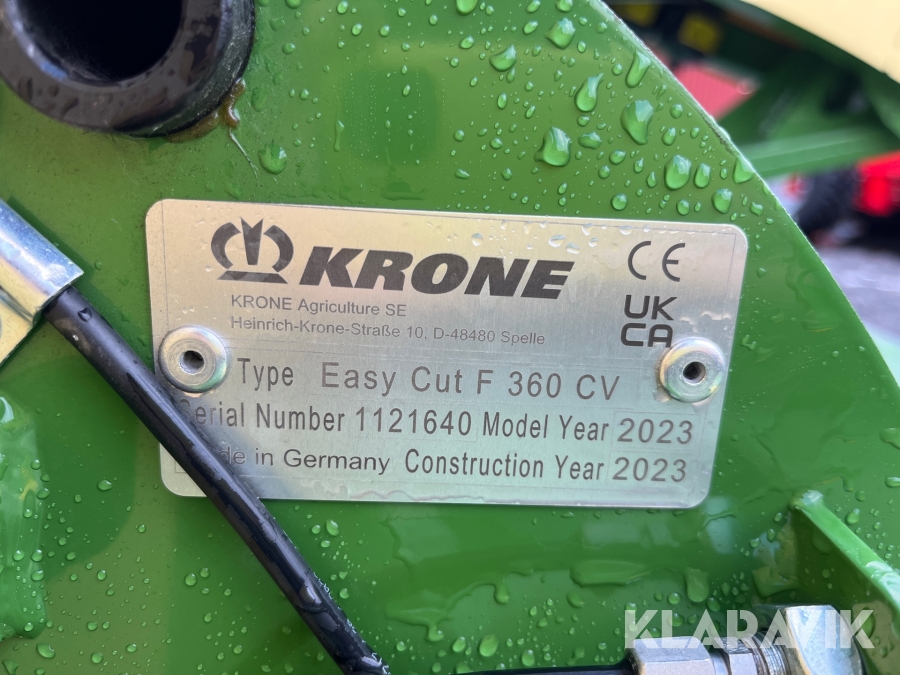 KRONE
CE
KRONE Agriculture SE
Heinrich-Krone-Straße 10, D-48480 Spelle
UK
CA
Type Easy Cut F 360 CV
Serial Number 1121640 Model Year 2023
in Germany Construction Year 2023
KLARAVIK